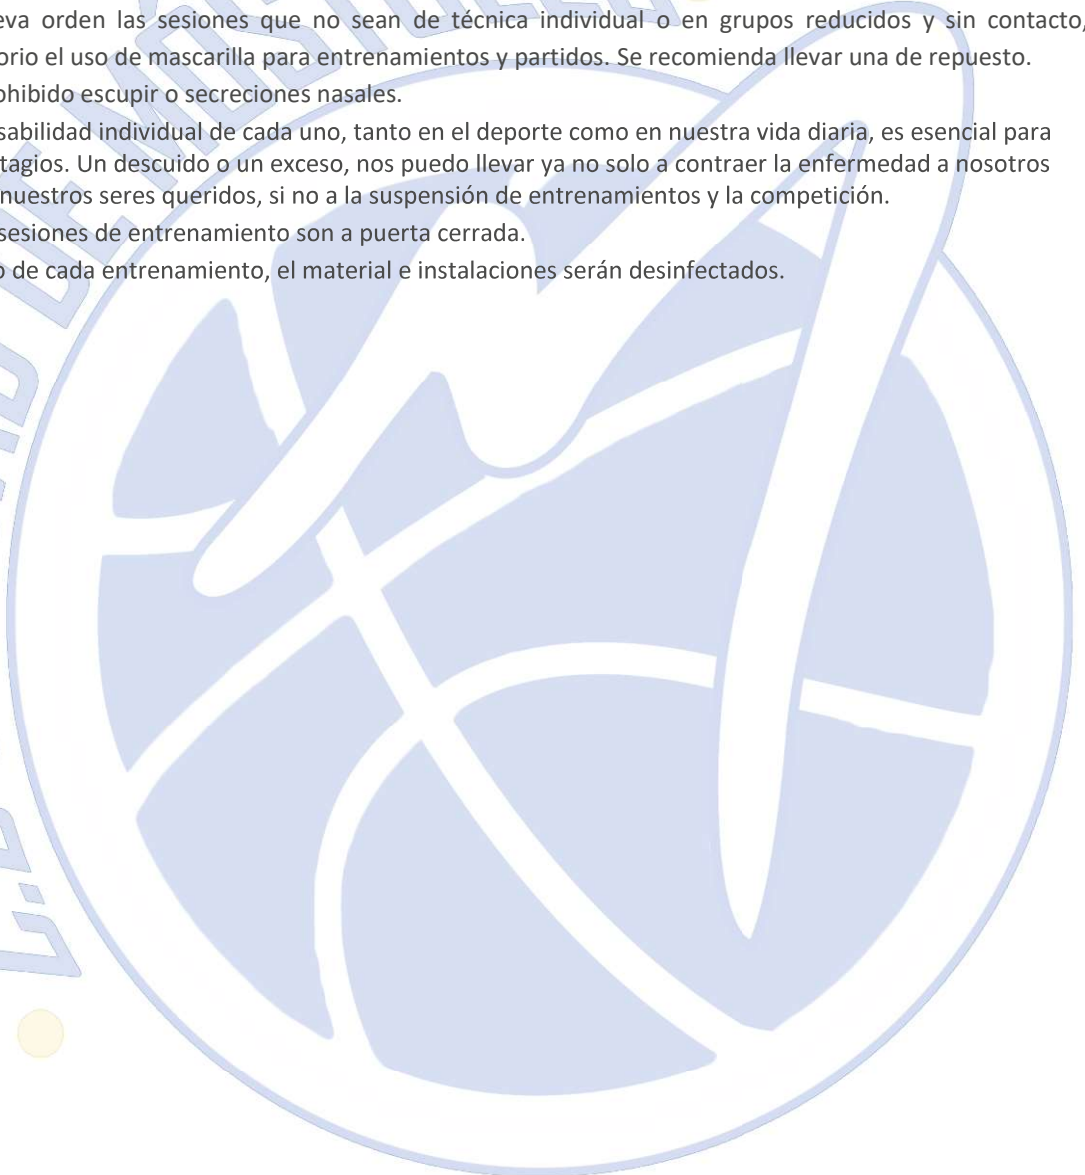 eva orden las sesiones que no sean de técnica individual o en grupos reducidos y sin contacto,
orio el uso de mascarilla para entrenamientos y partidos. Se recomienda llevar una de repuesto.
ohibido escupir o secreciones nasales.
sabilidad individual de cada uno, tanto en el deporte como en nuestra vida diaria, es esencial para
tagios. Un descuido o un exceso, nos puedo llevar ya no solo a contraer la enfermedad a nosotros
nuestros seres queridos, si no a la suspensión de entrenamientos y la competición.
sesiones de entrenamiento son a puerta cerrada.
o de cada entrenamiento, el material e instalaciones serán desinfectados.
DE MÓSTOLES